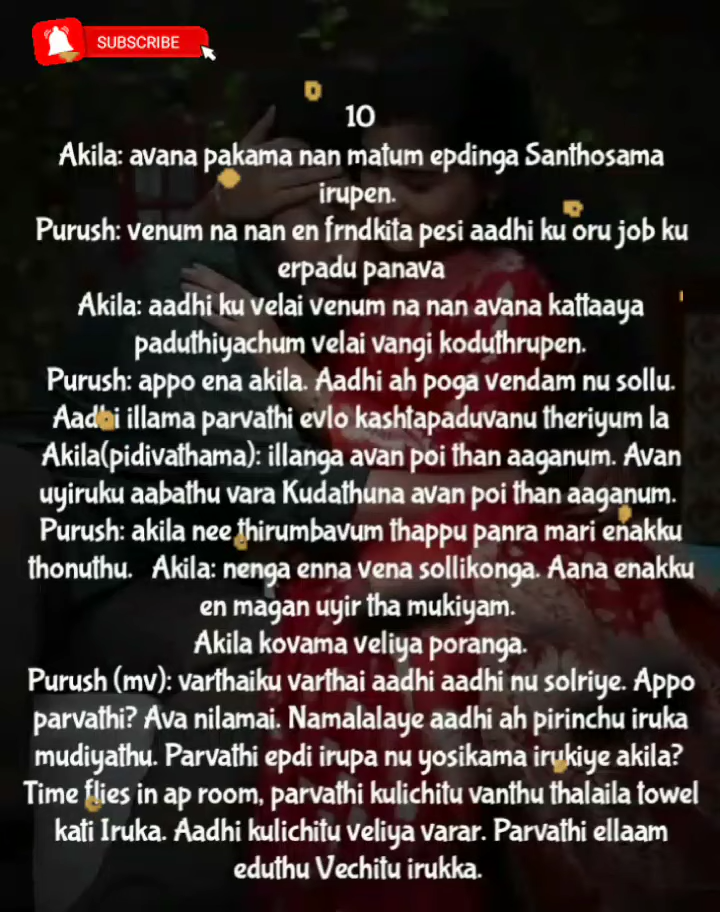 SUBSCRIBE
10
Akila: avana pakama nan matum epdinga Santhosama
irupen.
Purush: venum na nan en frndkita pesi aadhi ku oru job ku
erpadu panava
Akila: aadhi ku velai venum na nan avana kattaaya
paduthiyachum velai vangi koduthrupen.
Purush: appo ena akila. Aadhi ah poga vendam nu sollu.
Aadhi illama parvathi evlo kashtapaduvanu theriyum la
Akila(pidivathama): illanga avan poi than aaganum. Avan
uyiruku aabathu vara Kudathuna avan poi than aaganum.
Purush: akila nee thirumbavum thappu panra mari enakku
thonuthu. Akila: nenga enna vena sollikonga. Aana enakku
en magan uyir tha mukiyam.
Akila kovama veliya poranga.
Purush (mv): varthaiku varthai aadhi aadhi nu solriye. Appo
parvathi? Ava nilamai. Namalalaye aadhi ah pirinchu iruka
mudiyathu. Parvathi epdi irupa nu yosikama irukiye akila?
Time flies in ap room, parvathi kulichitu vanthu thalaila towel
kati Iruka. Aadhi kulichitu veliya varar. Parvathi ellaam
eduthu Vechitu irukka.